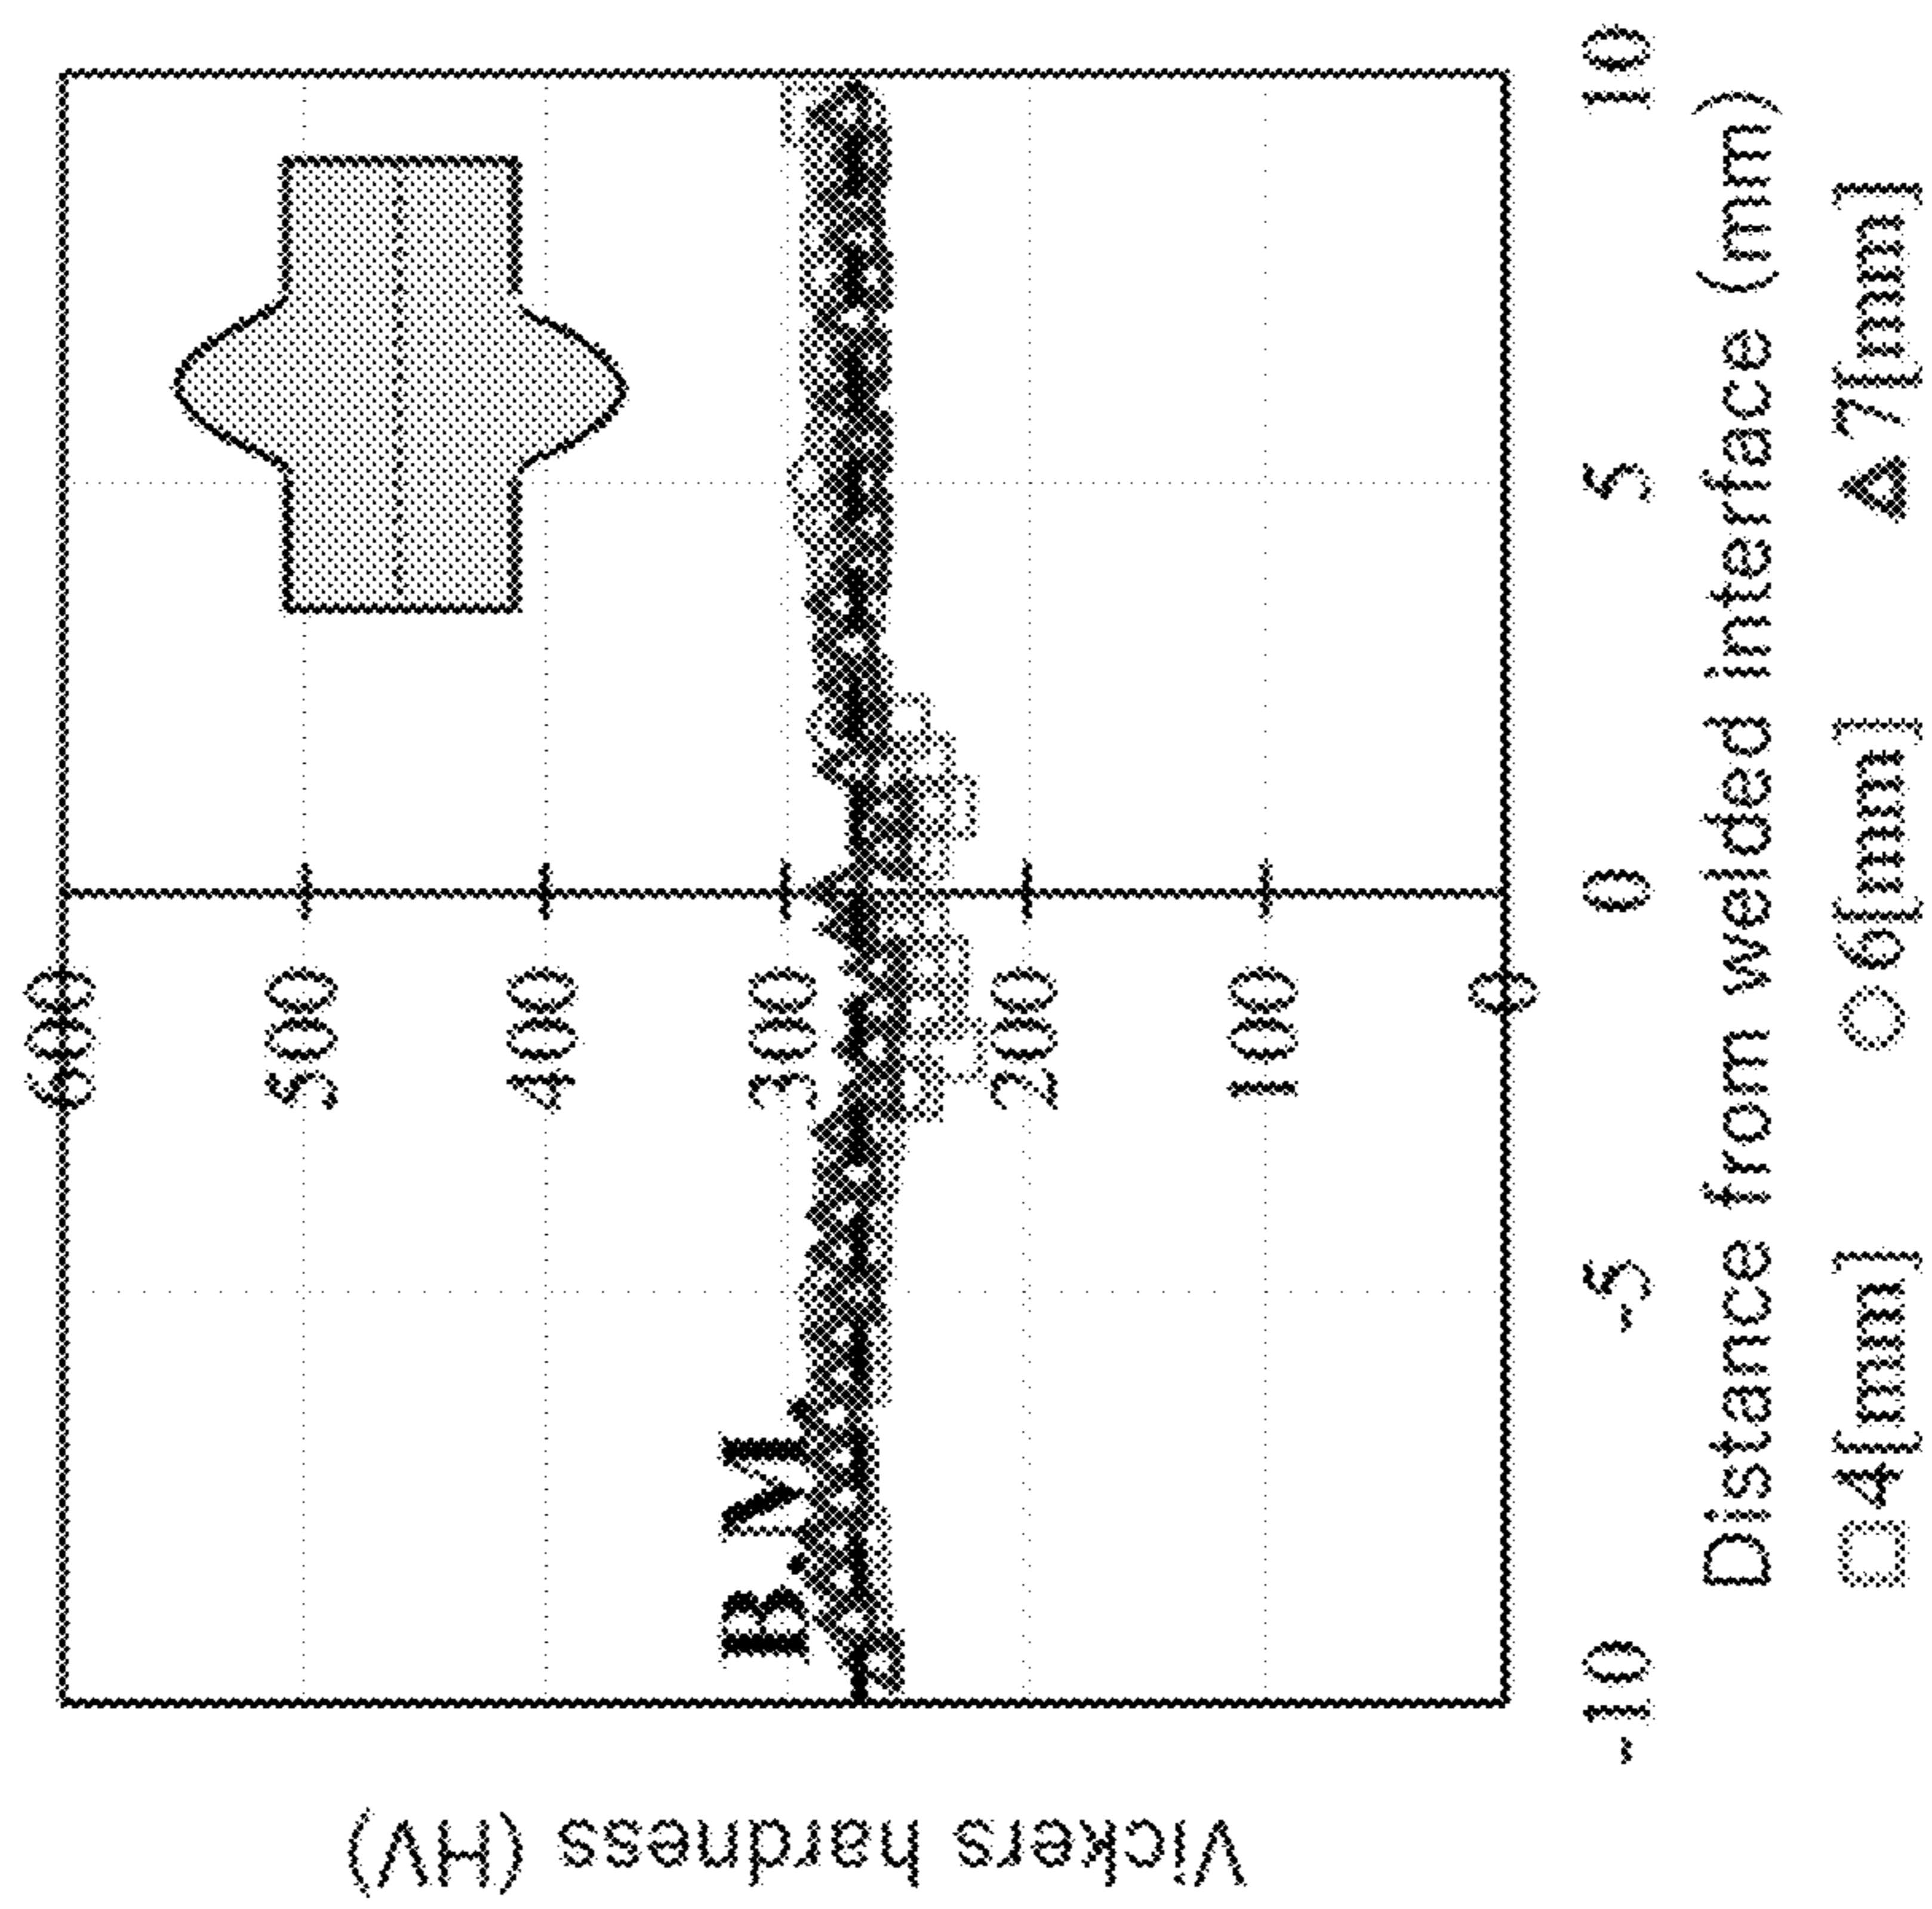 Vickers hardness (HV)
600
500
400
300
200
100
0
B.M.
-10 -5 0 5 10
Distance from welded interface (mm)
□4[mm] ○6[mm] △7[mm]